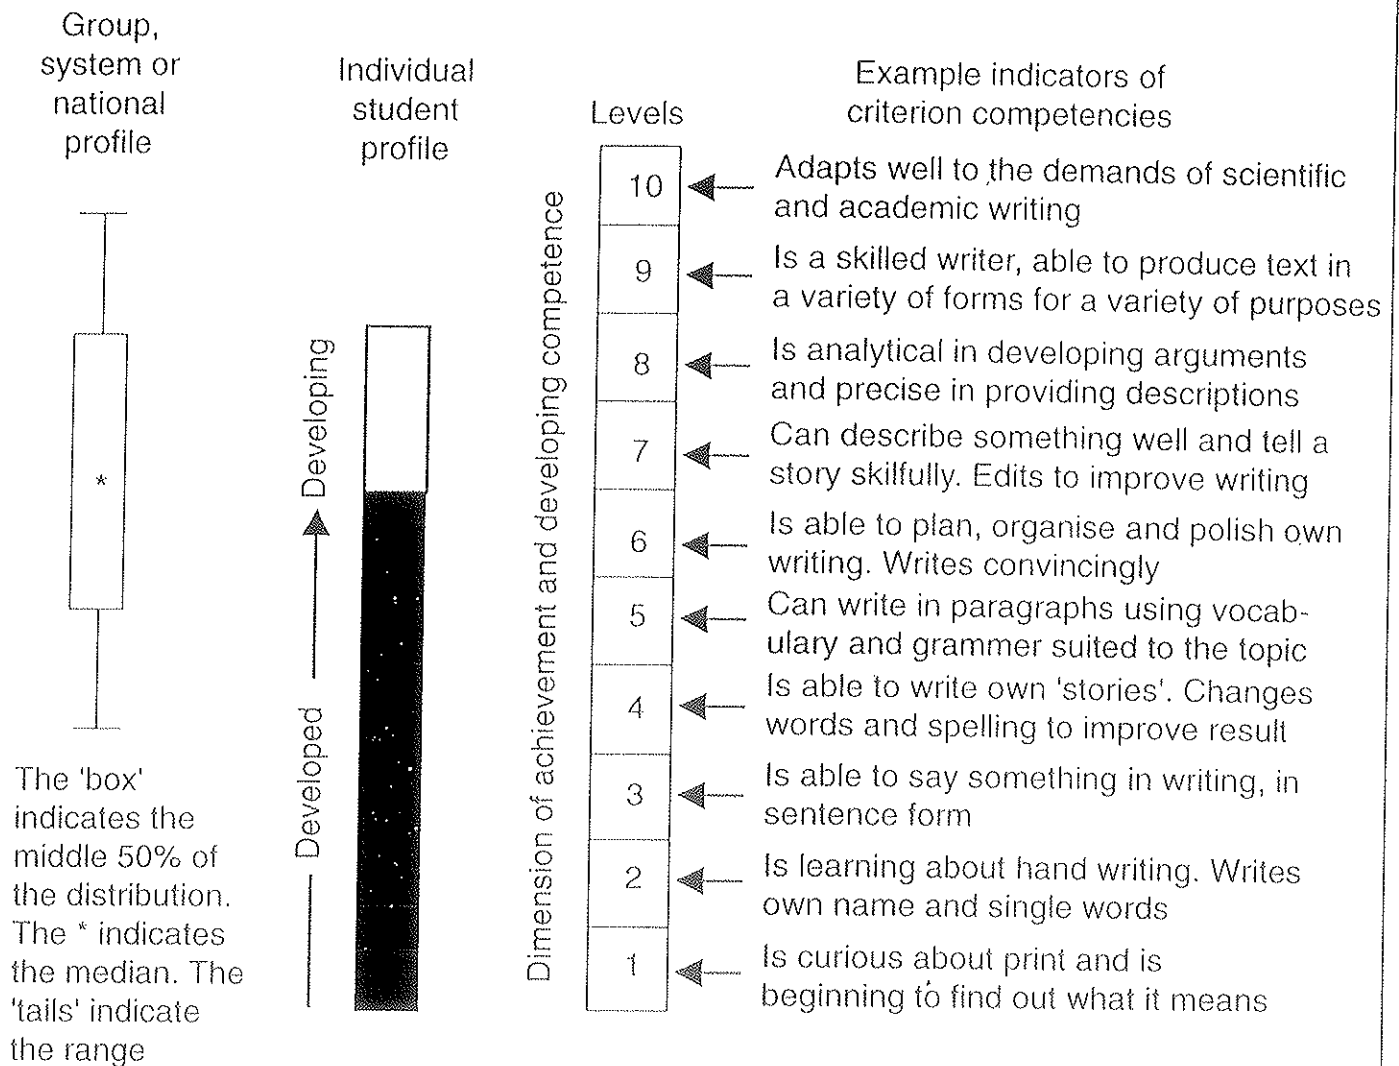 Group,
system or
national
profile
Individual
student
profile
Levels
Example indicators of
criterion competencies
*
The 'box'
indicates the
middle 50% of
the distribution.
The * indicates
the median. The
'tails' indicate
the range
Developed
Developing
Dimension of achievement and developing competence
10
Adapts well to the demands of scientific
and academic writing
9
Is a skilled writer, able to produce text in
a variety of forms for a variety of purposes
8
Is analytical in developing arguments
and precise in providing descriptions
7
Can describe something well and tell a
story skilfully. Edits to improve writing
6
Is able to plan, organise and polish own
writing. Writes convincingly
5
Can write in paragraphs using vocab-
ulary and grammer suited to the topic
4
Is able to write own 'stories'. Changes
words and spelling to improve result
3
Is able to say something in writing, in
sentence form
2
Is learning about hand writing. Writes
own name and single words
1
Is curious about print and is
beginning to find out what it means